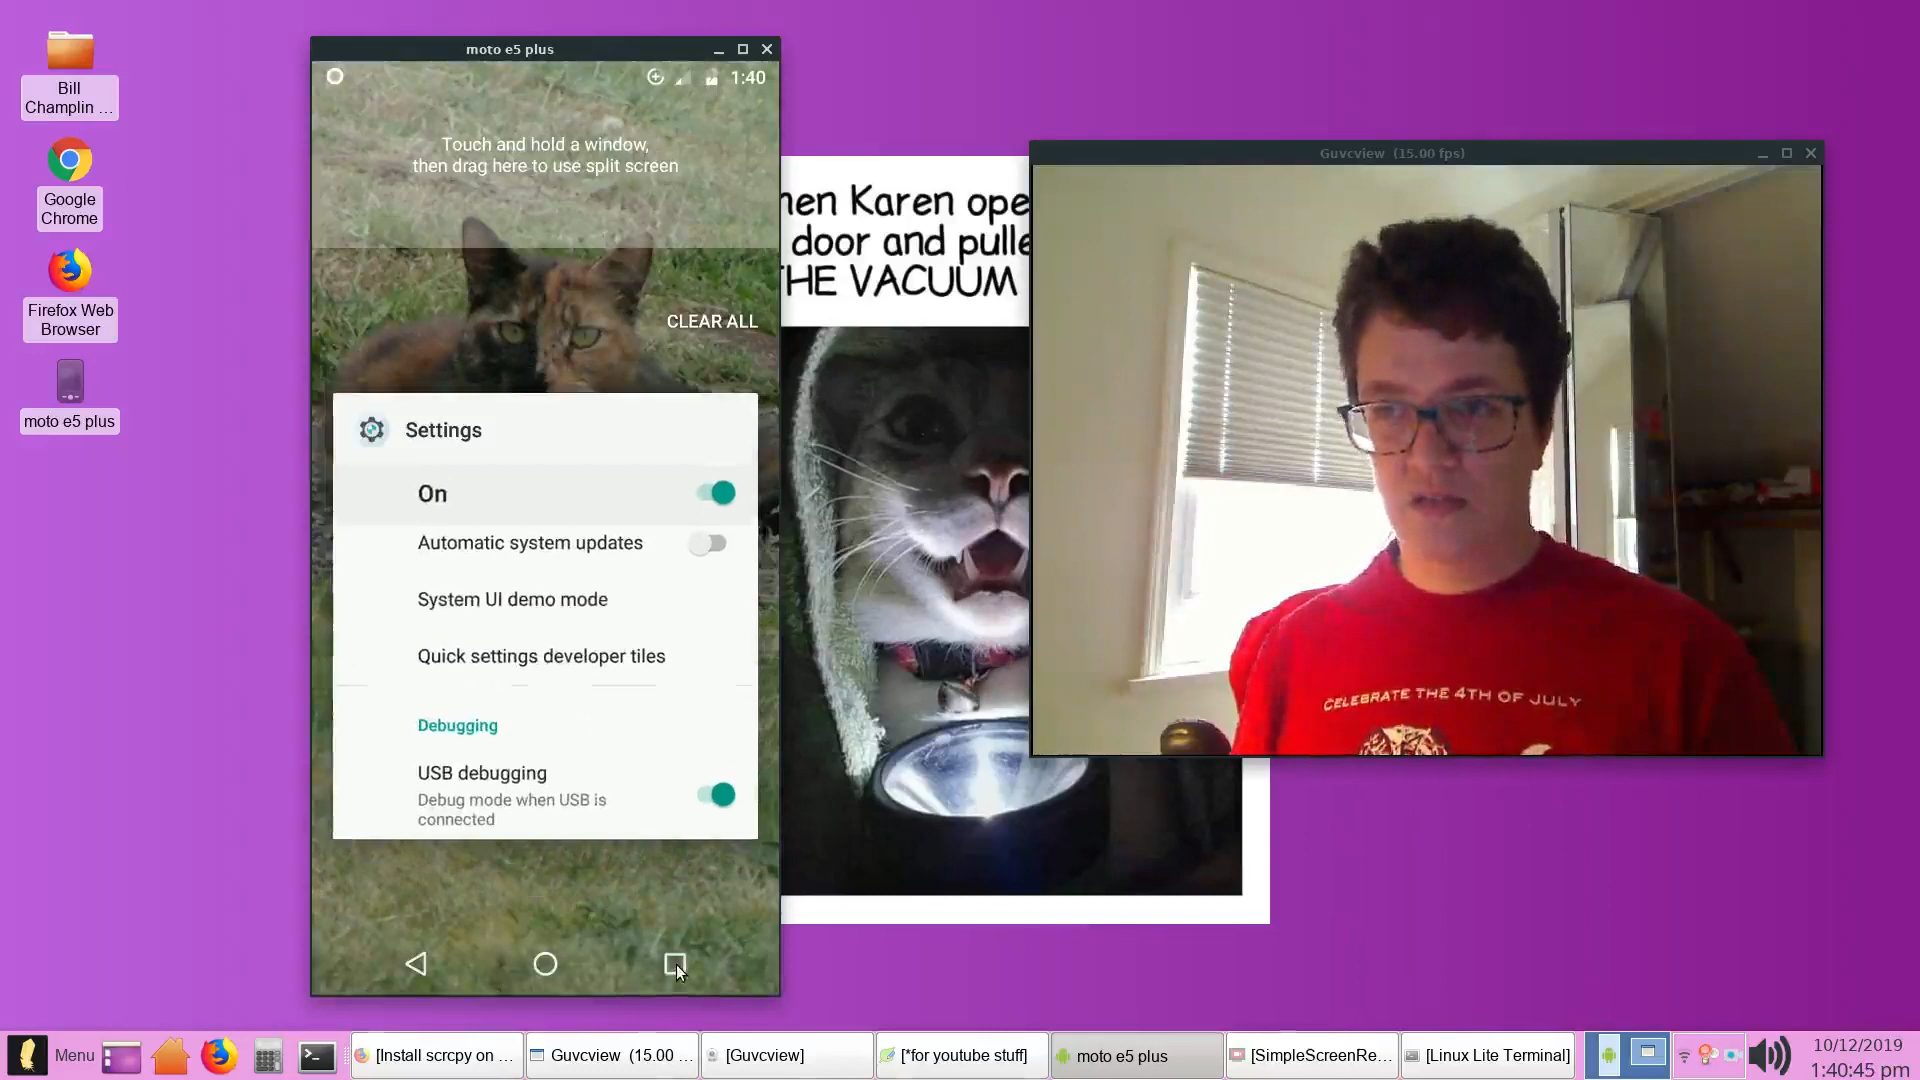 Bill
Champlin ...
Google
Chrome
Firefox Web
Browser
moto e5 plus
moto e5 plus
1:40
Touch and hold a window,
then drag here to use split screen
CLEAR ALL
Settings
On
Automatic system updates
System UI demo mode
Quick settings developer tiles
Debugging
USB debugging
Debug mode when USB is
connected
hen Karen ope
door and pulle
THE VACUUM
Guvcview (15.00 fps)
CELEBRATE THE 4TH OF JULY
Menu
[Install scrcpy on ...
Guvcview (15.00 ...
[Guvcview]
[*for youtube stuff]
moto e5 plus
[SimpleScreenRe...
[Linux Lite Terminal]
10/12/2019
1:40:45 pm